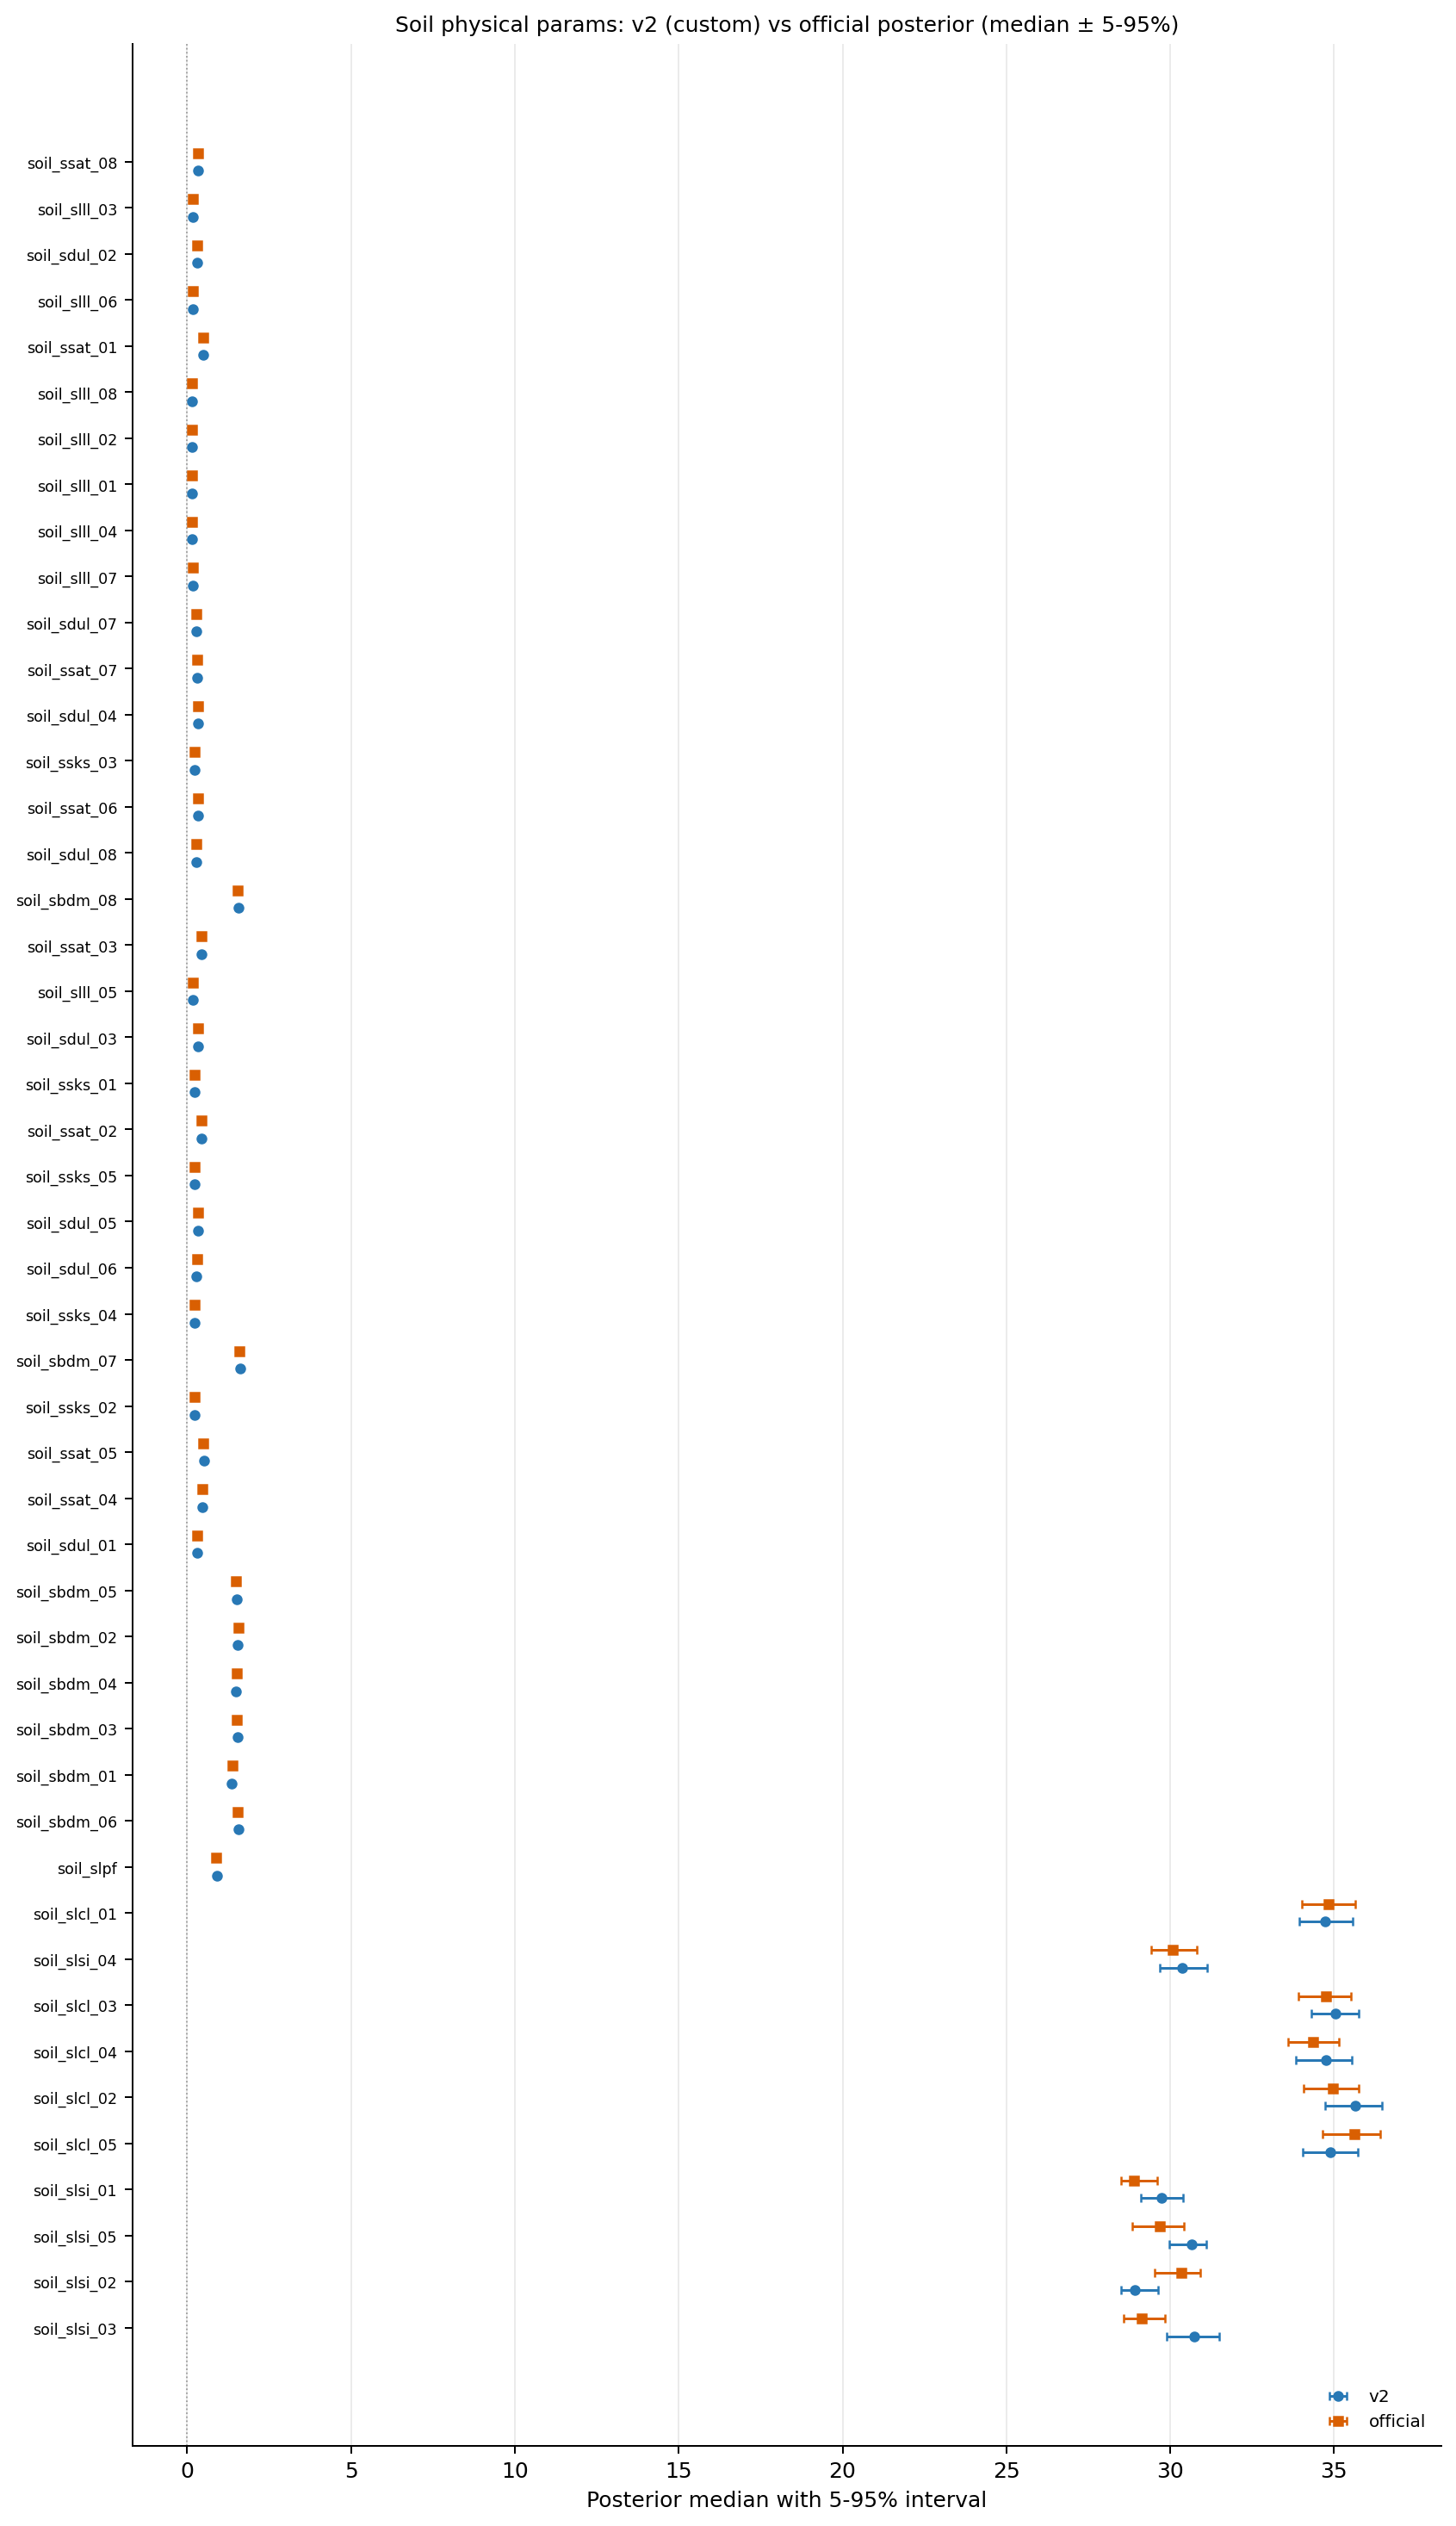 Soil physical params: v2 (custom) vs official posterior (median ± 5-95%)
soil_ssat_08
soil_slll_03
soil_sdul_02
soil_slll_06
soil_ssat_01
soil_slll_08
soil_slll_02
soil_slll_01
soil_slll_04
soil_slll_07
soil_sdul_07
soil_ssat_07
soil_sdul_04
soil_ssks_03
soil_ssat_06
soil_sdul_08
soil_sbdm_08
soil_ssat_03
soil_slll_05
soil_sdul_03
soil_ssks_01
soil_ssat_02
soil_ssks_05
soil_sdul_05
soil_sdul_06
soil_ssks_04
soil_sbdm_07
soil_ssks_02
soil_ssat_05
soil_ssat_04
soil_sdul_01
soil_sbdm_05
soil_sbdm_02
soil_sbdm_04
soil_sbdm_03
soil_sbdm_01
soil_sbdm_06
soil_slpf
soil_slcl_01
soil_slsi_04
soil_slcl_03
soil_slcl_04
soil_slcl_02
soil_slcl_05
soil_slsi_01
soil_slsi_05
soil_slsi_02
soil_slsi_03
v2
official
0 5 10 15 20 25 30 35
Posterior median with 5-95% interval